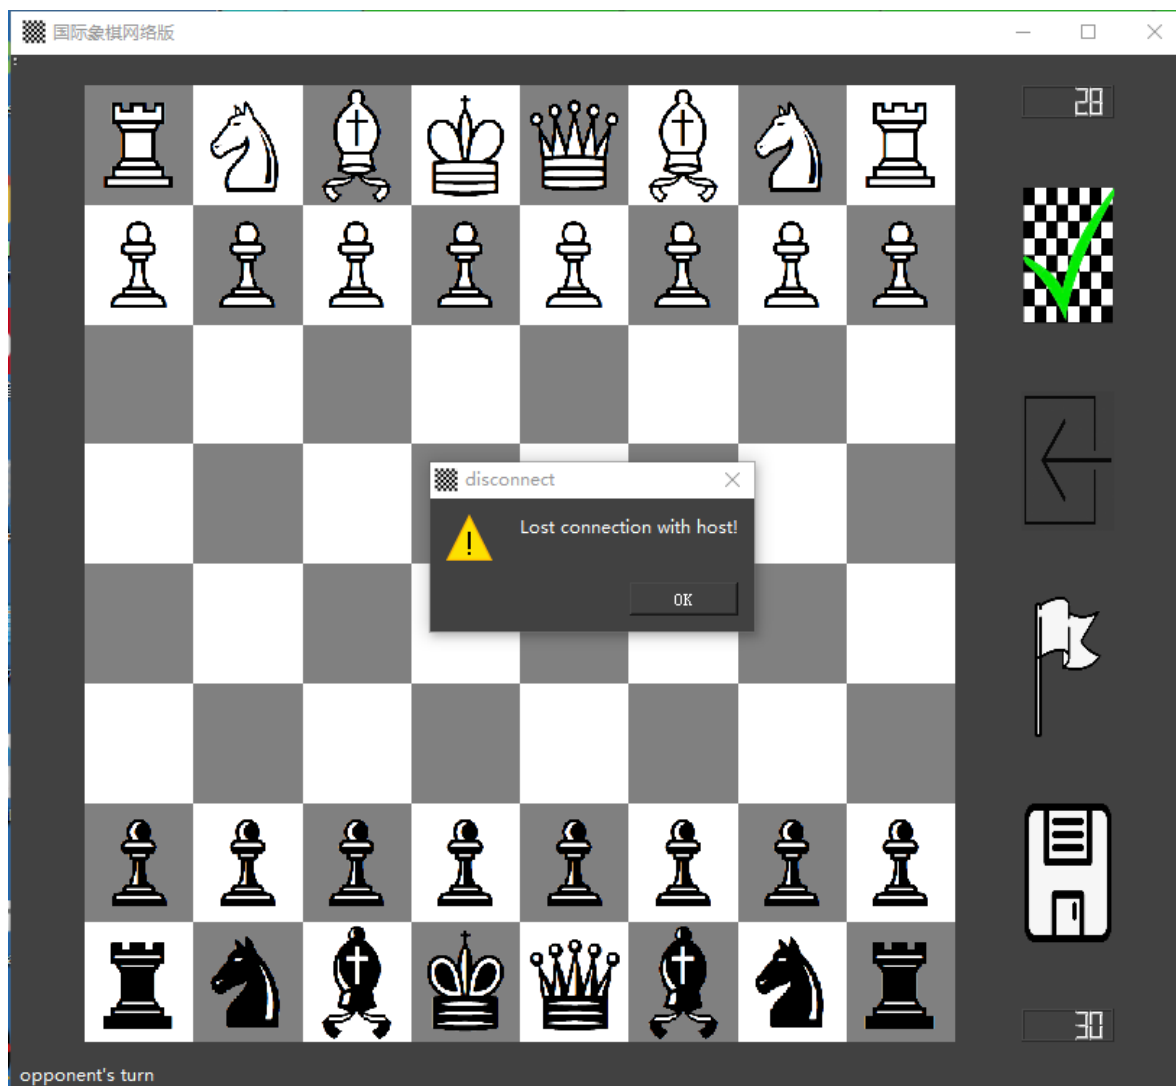 国际象棋网络版
28
disconnect
Lost connection with host!
OK
30
opponent's turn